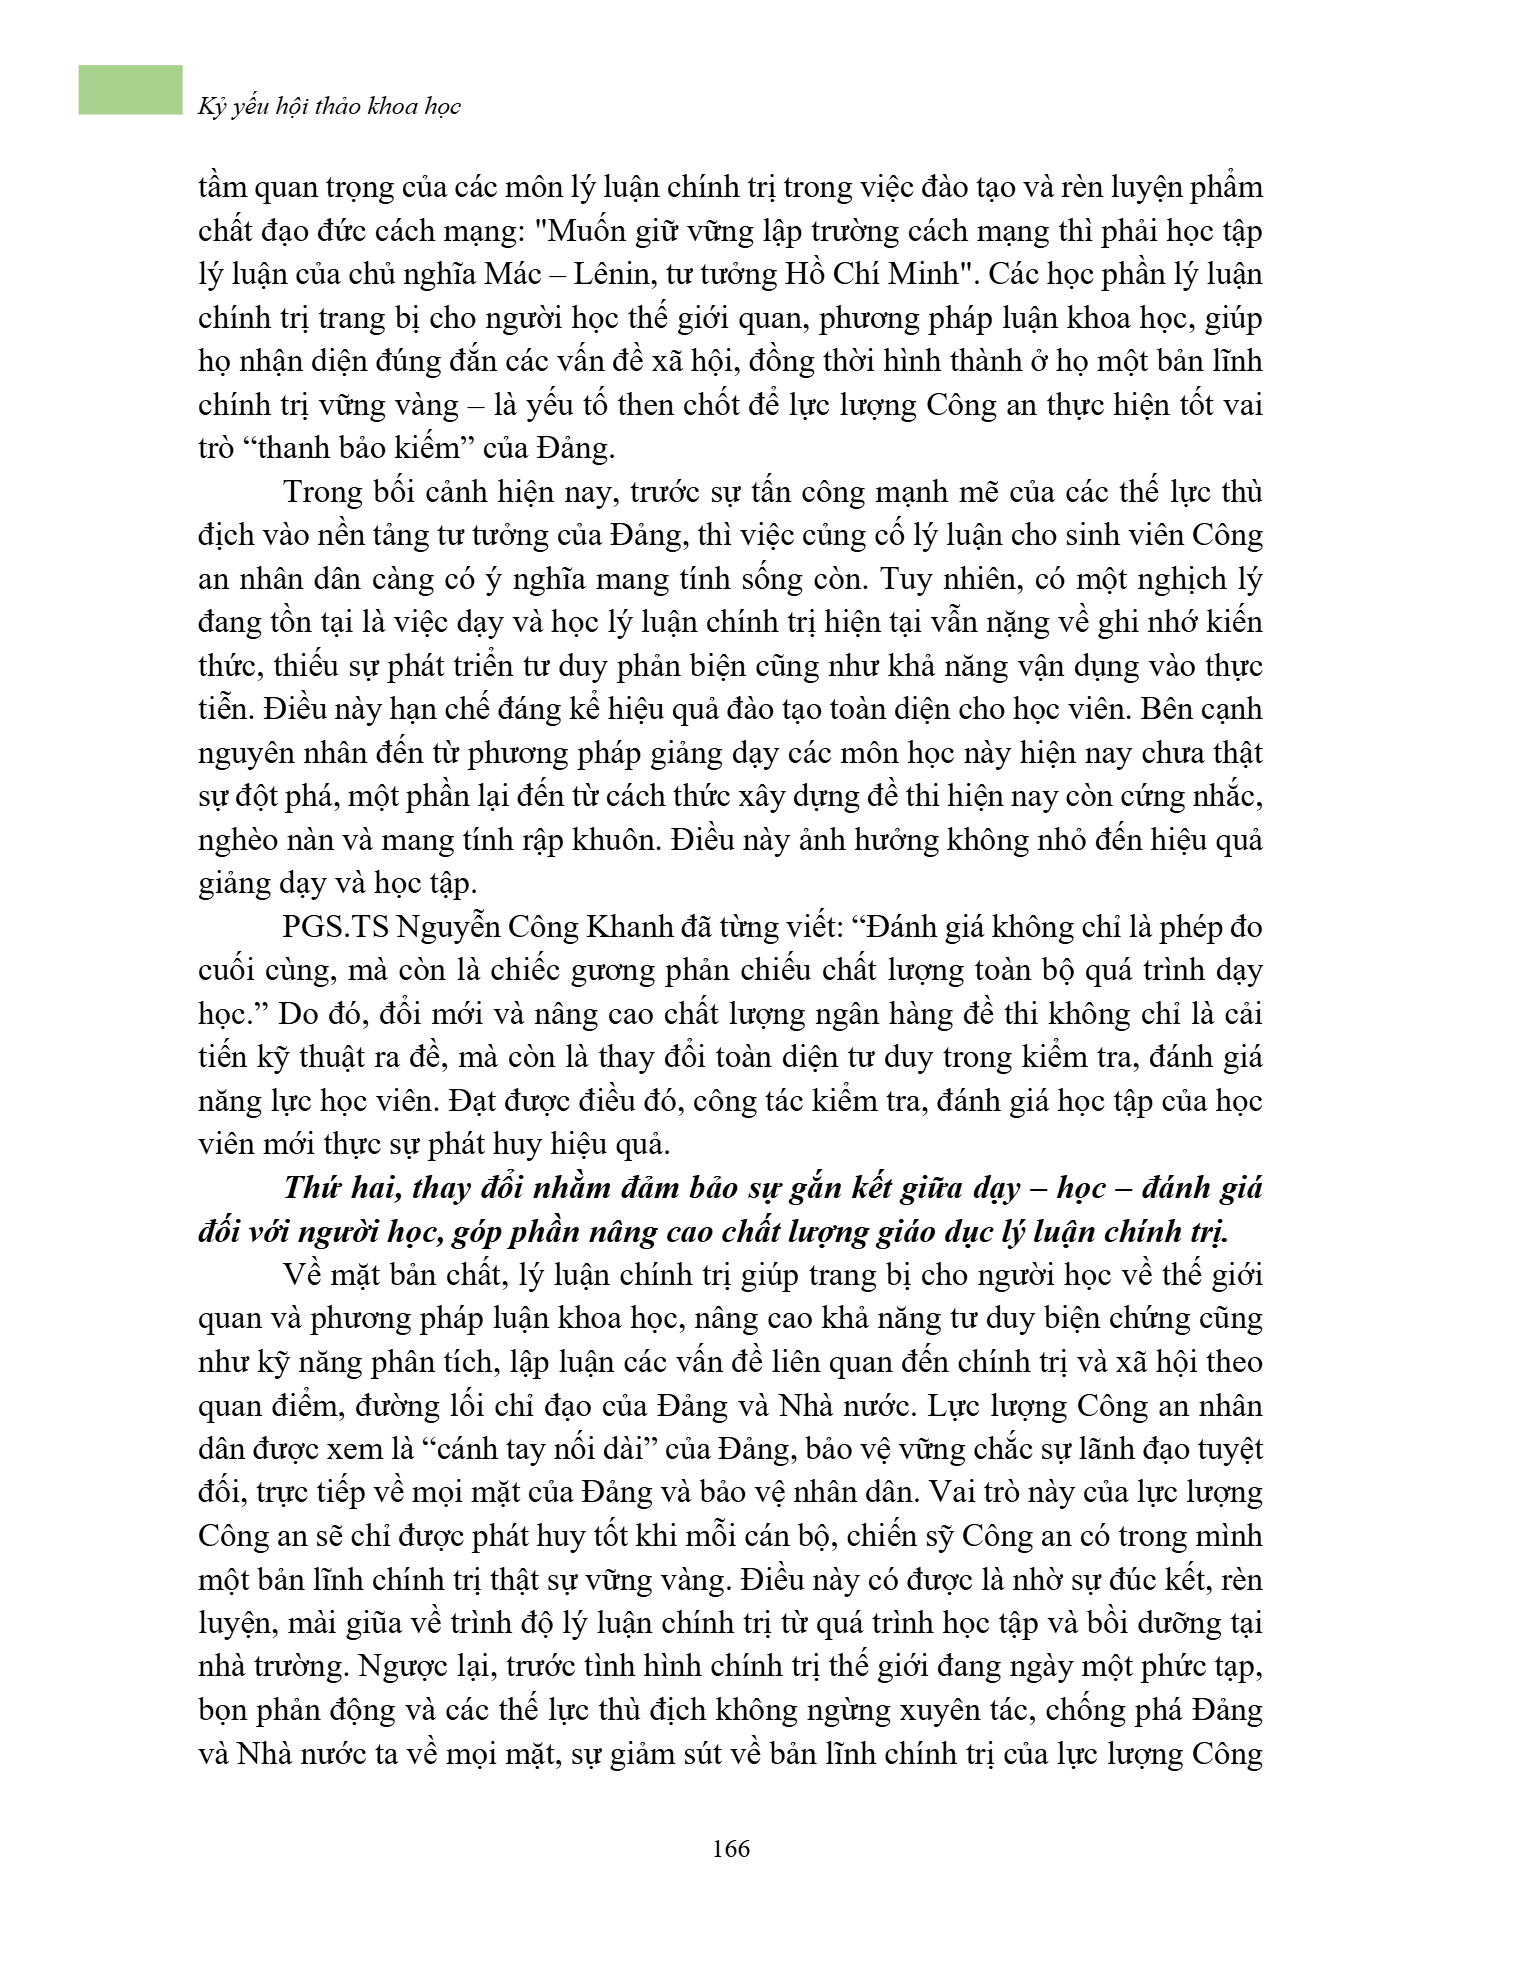 Kỷ yếu hội thảo khoa học
tầm quan trọng của các môn lý luận chính trị trong việc đào tạo và rèn luyện phẩm
chất đạo đức cách mạng: "Muốn giữ vững lập trường cách mạng thì phải học tập
lý luận của chủ nghĩa Mác – Lênin, tư tưởng Hồ Chí Minh". Các học phần lý luận
chính trị trang bị cho người học thế giới quan, phương pháp luận khoa học, giúp
họ nhận diện đúng đắn các vấn đề xã hội, đồng thời hình thành ở họ một bản lĩnh
chính trị vững vàng – là yếu tố then chốt để lực lượng Công an thực hiện tốt vai
trò “thanh bảo kiếm” của Đảng.
Trong bối cảnh hiện nay, trước sự tấn công mạnh mẽ của các thế lực thù
địch vào nền tảng tư tưởng của Đảng, thì việc củng cố lý luận cho sinh viên Công
an nhân dân càng có ý nghĩa mang tính sống còn. Tuy nhiên, có một nghịch lý
đang tồn tại là việc dạy và học lý luận chính trị hiện tại vẫn nặng về ghi nhớ kiến
thức, thiếu sự phát triển tư duy phản biện cũng như khả năng vận dụng vào thực
tiễn. Điều này hạn chế đáng kể hiệu quả đào tạo toàn diện cho học viên. Bên cạnh
nguyên nhân đến từ phương pháp giảng dạy các môn học này hiện nay chưa thật
sự đột phá, một phần lại đến từ cách thức xây dựng đề thi hiện nay còn cứng nhắc,
nghèo nàn và mang tính rập khuôn. Điều này ảnh hưởng không nhỏ đến hiệu quả
giảng dạy và học tập.
PGS.TS Nguyễn Công Khanh đã từng viết: “Đánh giá không chỉ là phép đo
cuối cùng, mà còn là chiếc gương phản chiếu chất lượng toàn bộ quá trình dạy
học.” Do đó, đổi mới và nâng cao chất lượng ngân hàng đề thi không chỉ là cải
tiến kỹ thuật ra đề, mà còn là thay đổi toàn diện tư duy trong kiểm tra, đánh giá
năng lực học viên. Đạt được điều đó, công tác kiểm tra, đánh giá học tập của học
viên mới thực sự phát huy hiệu quả.
Thứ hai, thay đổi nhằm đảm bảo sự gắn kết giữa dạy – học – đánh giá
đối với người học, góp phần nâng cao chất lượng giáo dục lý luận chính trị.
Về mặt bản chất, lý luận chính trị giúp trang bị cho người học về thế giới
quan và phương pháp luận khoa học, nâng cao khả năng tư duy biện chứng cũng
như kỹ năng phân tích, lập luận các vấn đề liên quan đến chính trị và xã hội theo
quan điểm, đường lối chỉ đạo của Đảng và Nhà nước. Lực lượng Công an nhân
dân được xem là “cánh tay nối dài” của Đảng, bảo vệ vững chắc sự lãnh đạo tuyệt
đối, trực tiếp về mọi mặt của Đảng và bảo vệ nhân dân. Vai trò này của lực lượng
Công an sẽ chỉ được phát huy tốt khi mỗi cán bộ, chiến sỹ Công an có trong mình
một bản lĩnh chính trị thật sự vững vàng. Điều này có được là nhờ sự đúc kết, rèn
luyện, mài giũa về trình độ lý luận chính trị từ quá trình học tập và bồi dưỡng tại
nhà trường. Ngược lại, trước tình hình chính trị thế giới đang ngày một phức tạp,
bọn phản động và các thế lực thù địch không ngừng xuyên tác, chống phá Đảng
và Nhà nước ta về mọi mặt, sự giảm sút về bản lĩnh chính trị của lực lượng Công
166